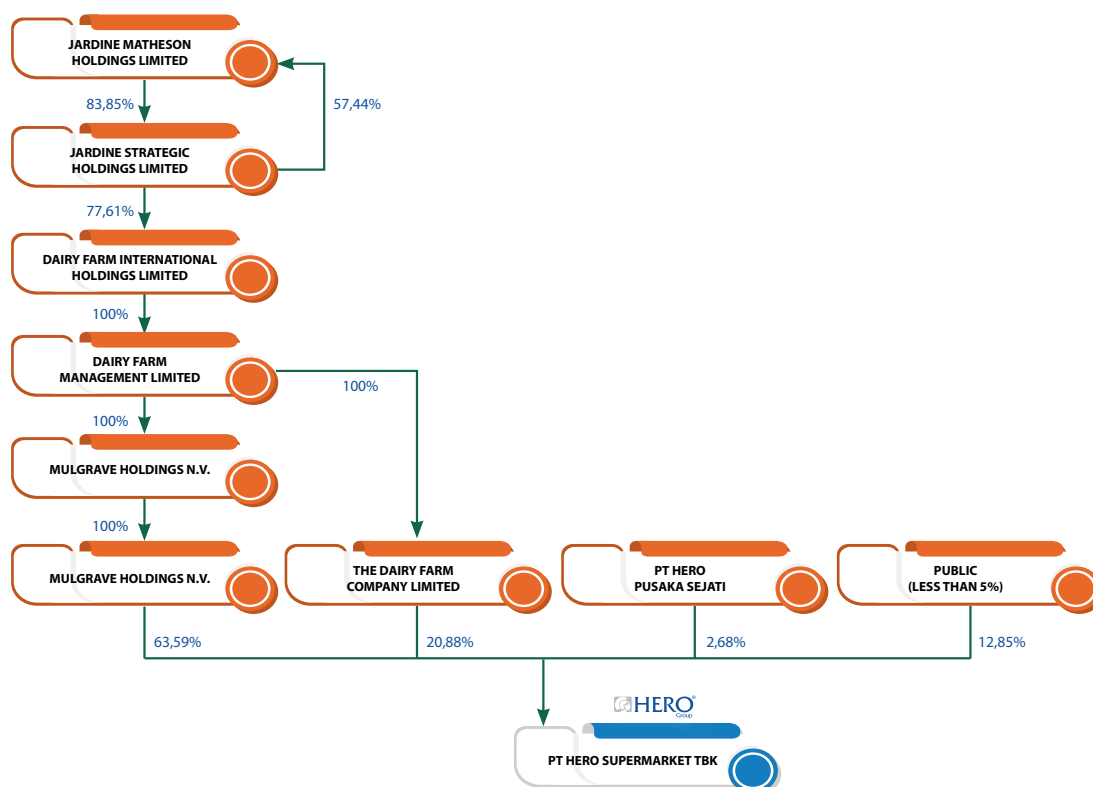 JARDINE MATHESON
HOLDINGS LIMITED
83,85%
57,44%
JARDINE STRATEGIC
HOLDINGS LIMITED
77,61%
DAIRY FARM INTERNATIONAL
HOLDINGS LIMITED
100%
DAIRY FARM
MANAGEMENT LIMITED
100%
100%
MULGRAVE HOLDINGS N.V.
100%
MULGRAVE HOLDINGS N.V.
THE DAIRY FARM
COMPANY LIMITED
PT HERO
PUSAKA SEJATI
PUBLIC
(LESS THAN 5%)
63,59%
20,88%
2,68%
12,85%
HERO®
Group
PT HERO SUPERMARKET TBK